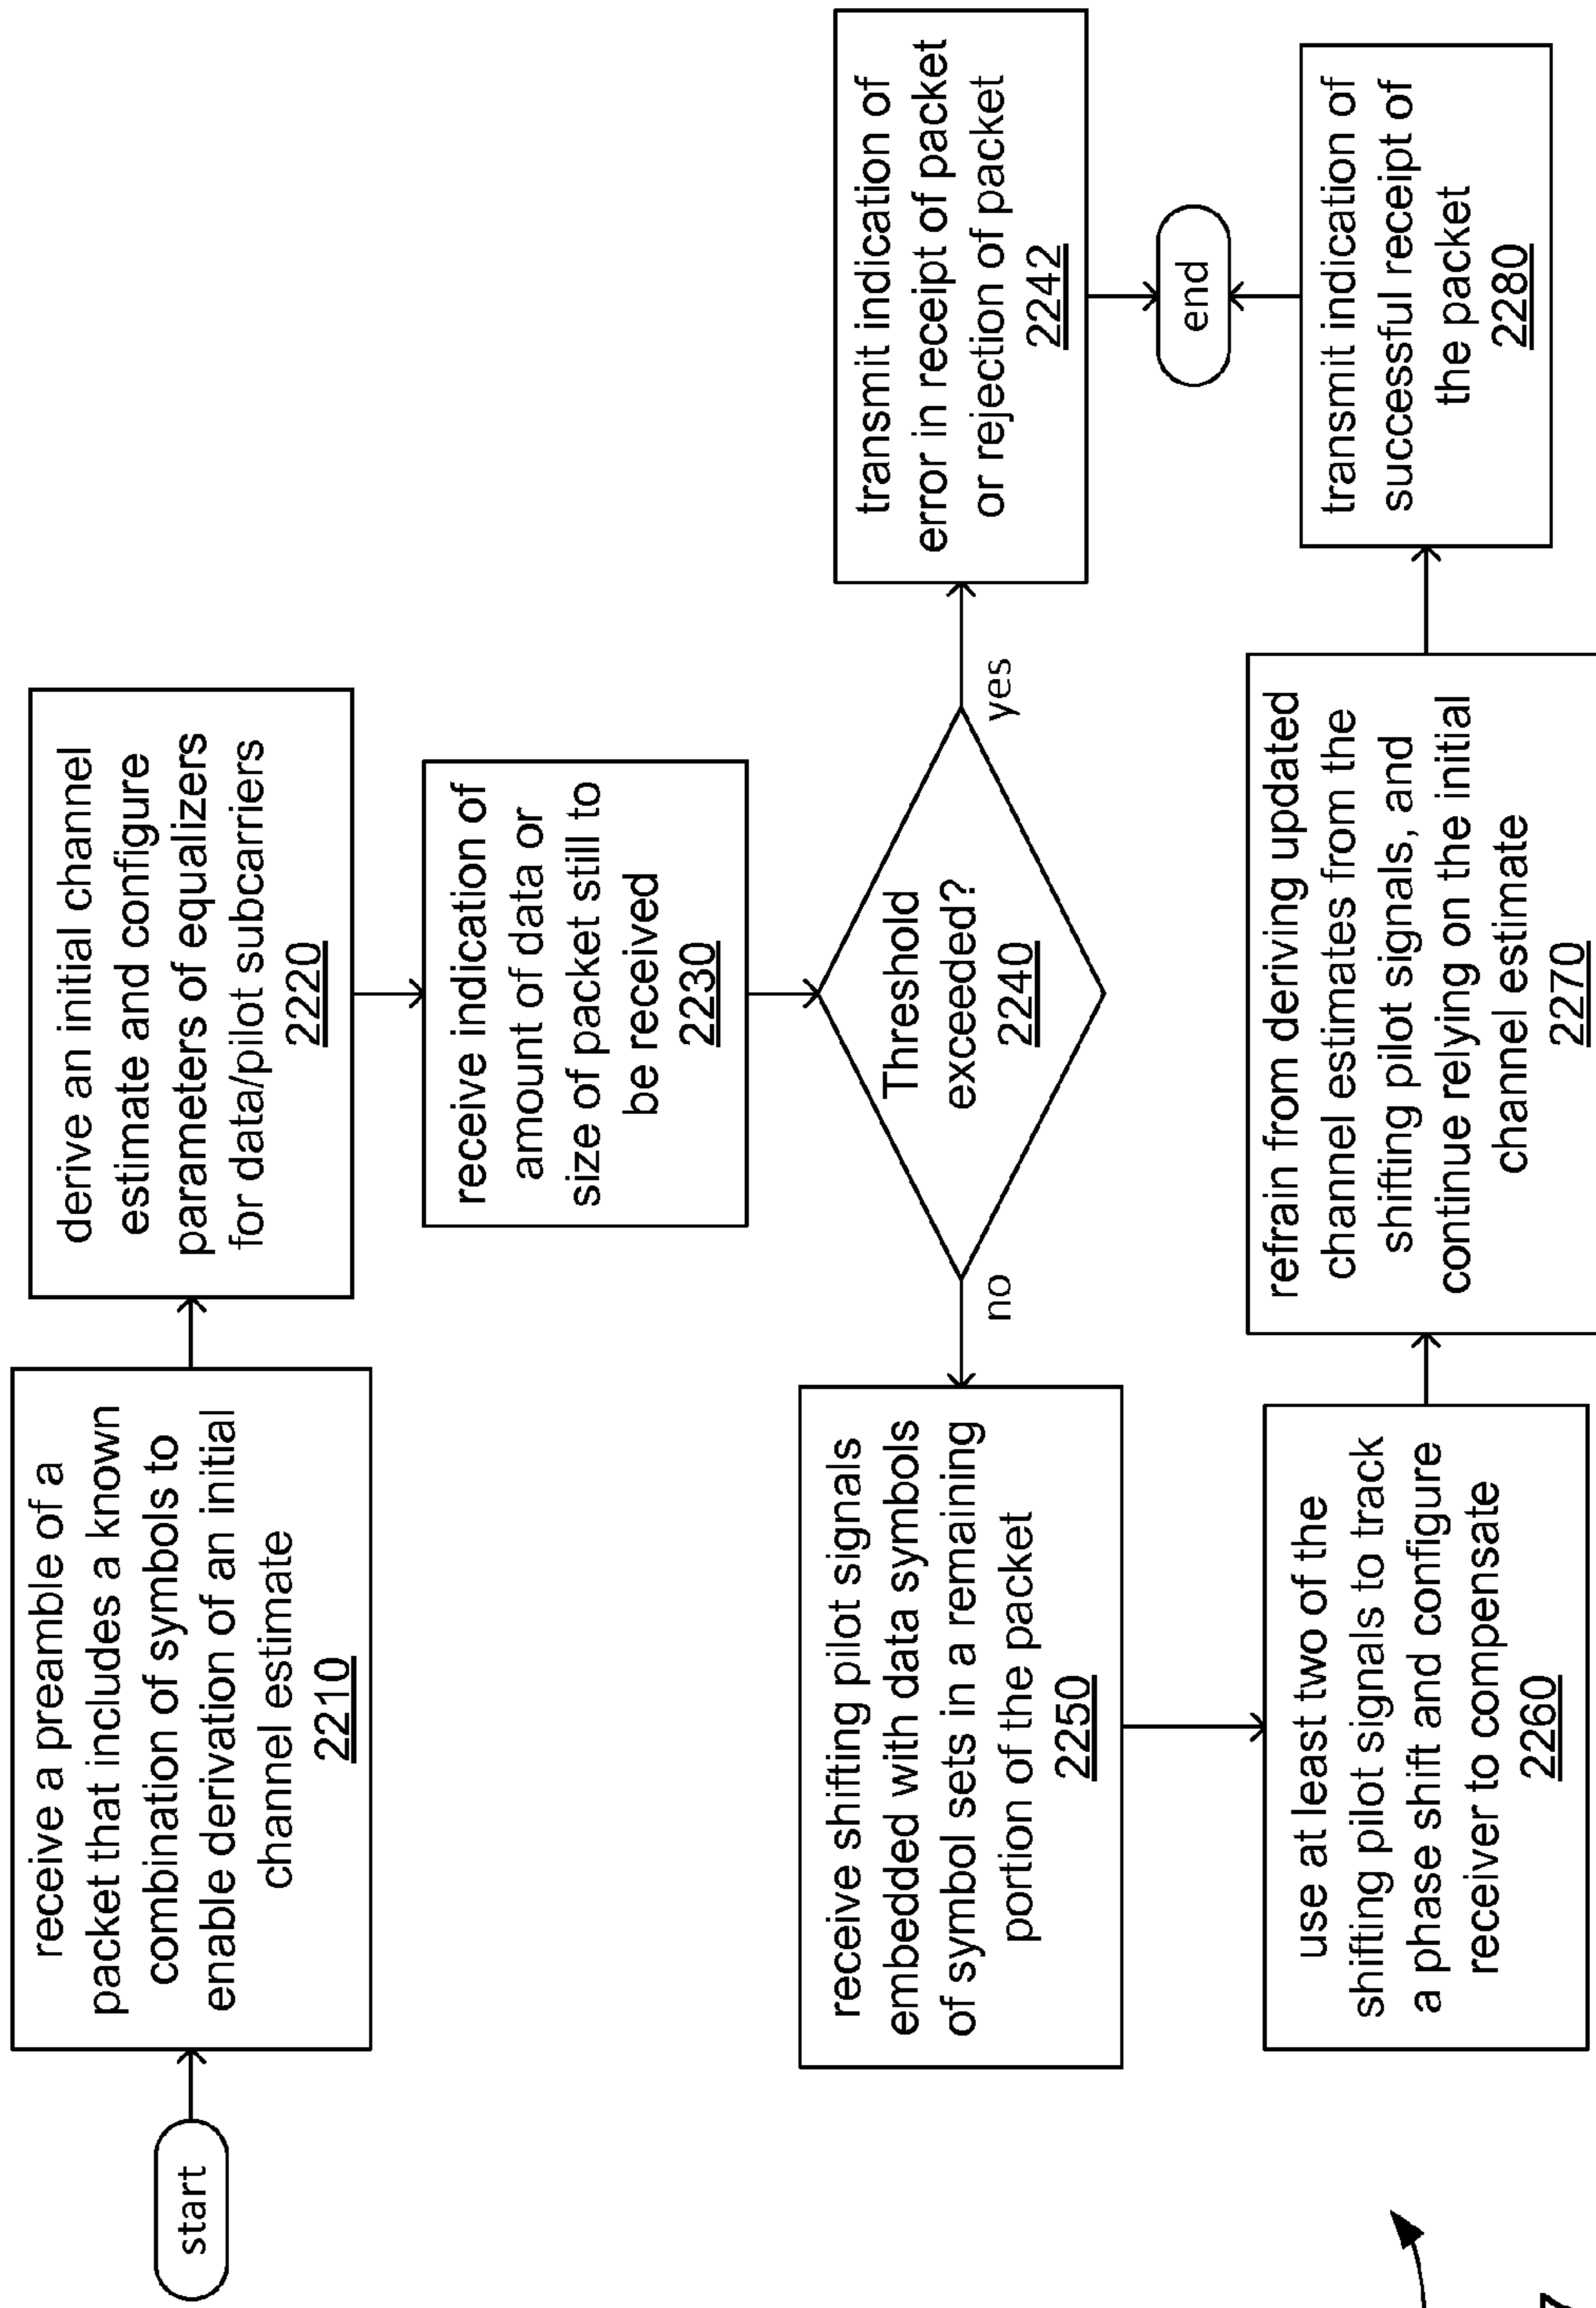 start
receive a preamble of a
packet that includes a known
combination of symbols to
enable derivation of an initial
channel estimate
2210
derive an initial channel
estimate and configure
parameters of equalizers
for data/pilot subcarriers
2220
receive indication of
amount of data or
size of packet still to
be received
2230
Threshold
exceeded?
2240
no
yes
transmit indication of
error in receipt of packet
or rejection of packet
2242
receive shifting pilot signals
embedded with data symbols
of symbol sets in a remaining
portion of the packet
2250
end
use at least two of the
shifting pilot signals to track
a phase shift and configure
receiver to compensate
2260
refrain from deriving updated
channel estimates from the
shifting pilot signals, and
continue relying on the initial
channel estimate
2270
transmit indication of
successful receipt of
the packet
2280
7